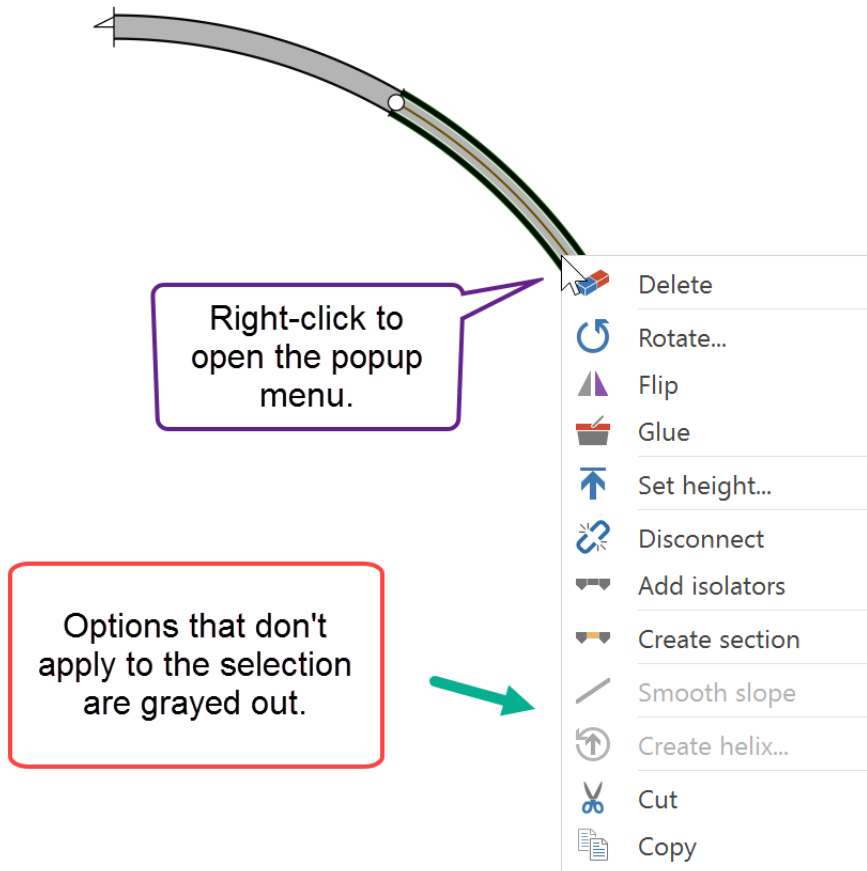 Right-click to
open the popup
menu.
Options that don't
apply to the selection
are grayed out.
Delete
Rotate...
Flip
Glue
Set height...
Disconnect
Add isolators
Create section
Smooth slope
Create helix...
Cut
Copy